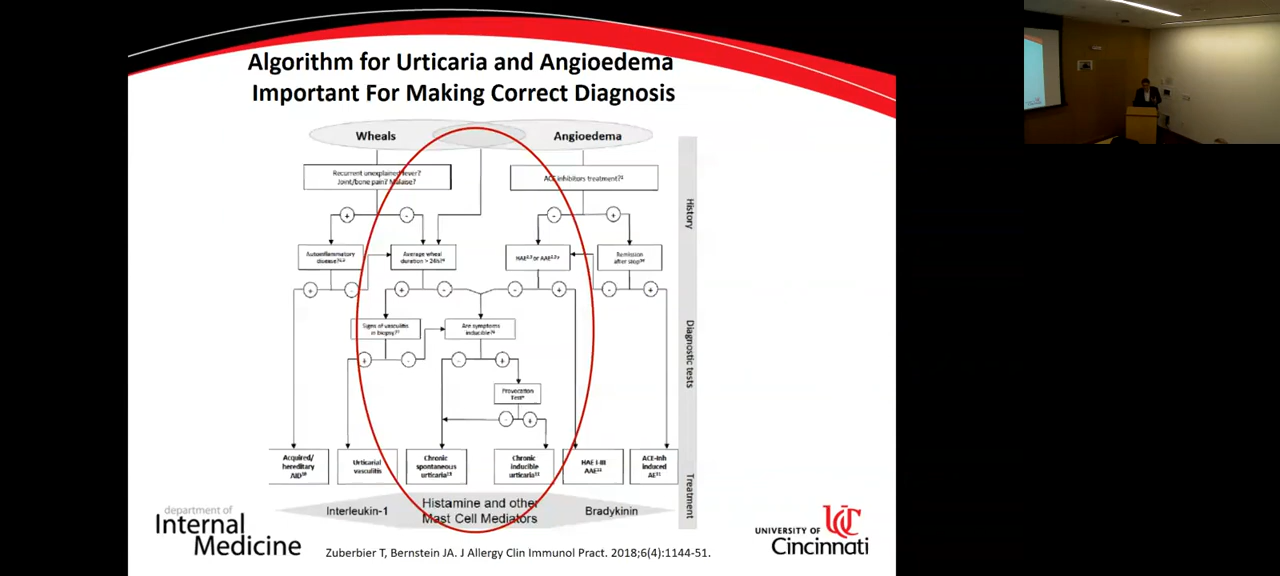 Algorithm for Urticaria and Angioedema
Important For Making Correct Diagnosis
Wheals
Angioedema
Recurrent unexplained fever?
Joint/bone pain? Malaise?
ACE inhibitors treatment?
History
+
-
-
+
Autoinflammatory
disease?
Average wheal
duration > 24h?
HAE or AAE?
Remission
after stop?
+
-
+
-
-
+
-
+
Signs of vasculitis
in biopsy?
Are symptoms
inducible?
Diagnostic tests
+
-
-
+
Provocation
Test
-
+
Acquired/
hereditary
AID
Urticarial
vasculitis
Chronic
spontaneous
urticaria
Chronic
inducible
urticaria
HAE I-III
AAE
ACE-Inh
induced
AE
Treatment
Interleukin-1
Histamine and other
Mast Cell Mediators
Bradykinin
department of
Internal
Medicine
Zuberbier T, Bernstein JA. J Allergy Clin Immunol Pract. 2018;6(4):1144-51.
UC
UNIVERSITY OF
Cincinnati